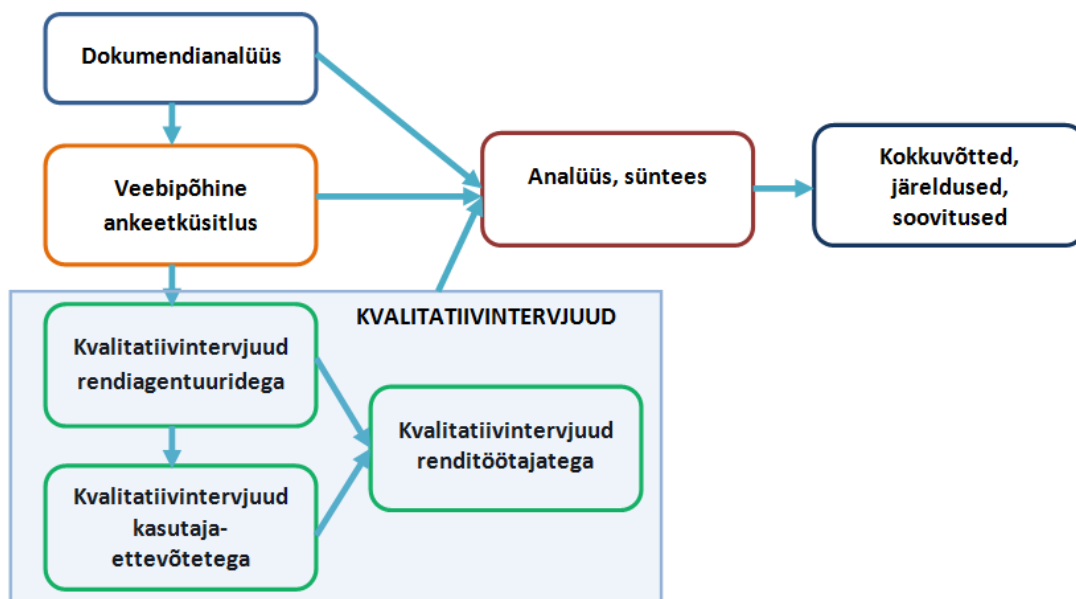 Dokumendianalüüs
Veebipõhine
ankeetküsitlus
Analüüs, süntees
Kokkuvõtted,
järeldused,
soovitused
KVALITATIIVINTERVJUUD
Kvalitatiivintervjuud
rendiagentuuridega
Kvalitatiivintervjuud
renditöötajatega
Kvalitatiivintervjuud
kasutaja-
ettevõtetega